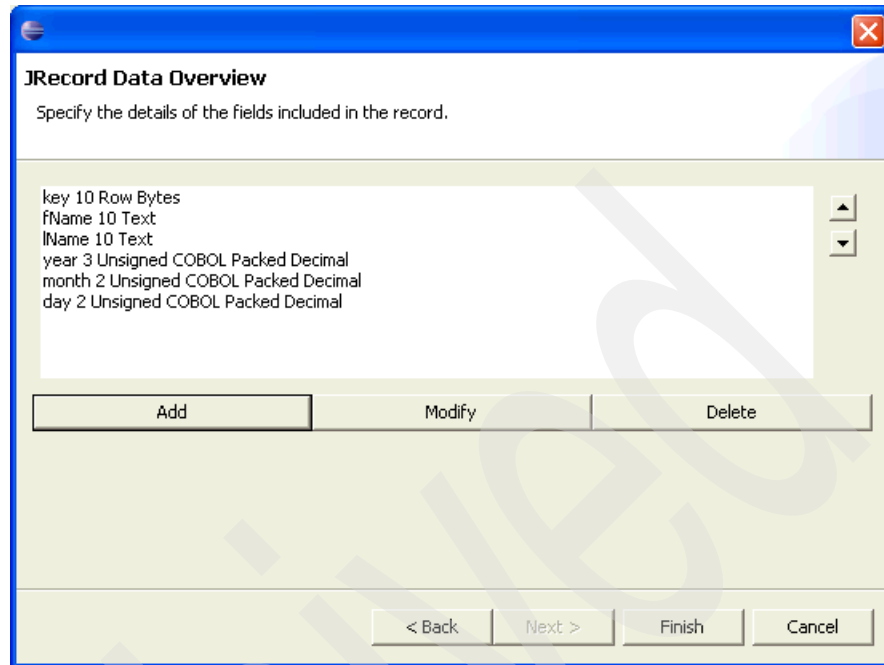 JRecord Data Overview
Specify the details of the fields included in the record.
key 10 Row Bytes
fName 10 Text
lName 10 Text
year 3 Unsigned COBOL Packed Decimal
month 2 Unsigned COBOL Packed Decimal
day 2 Unsigned COBOL Packed Decimal
Add Modify Delete
< Back Next > Finish Cancel